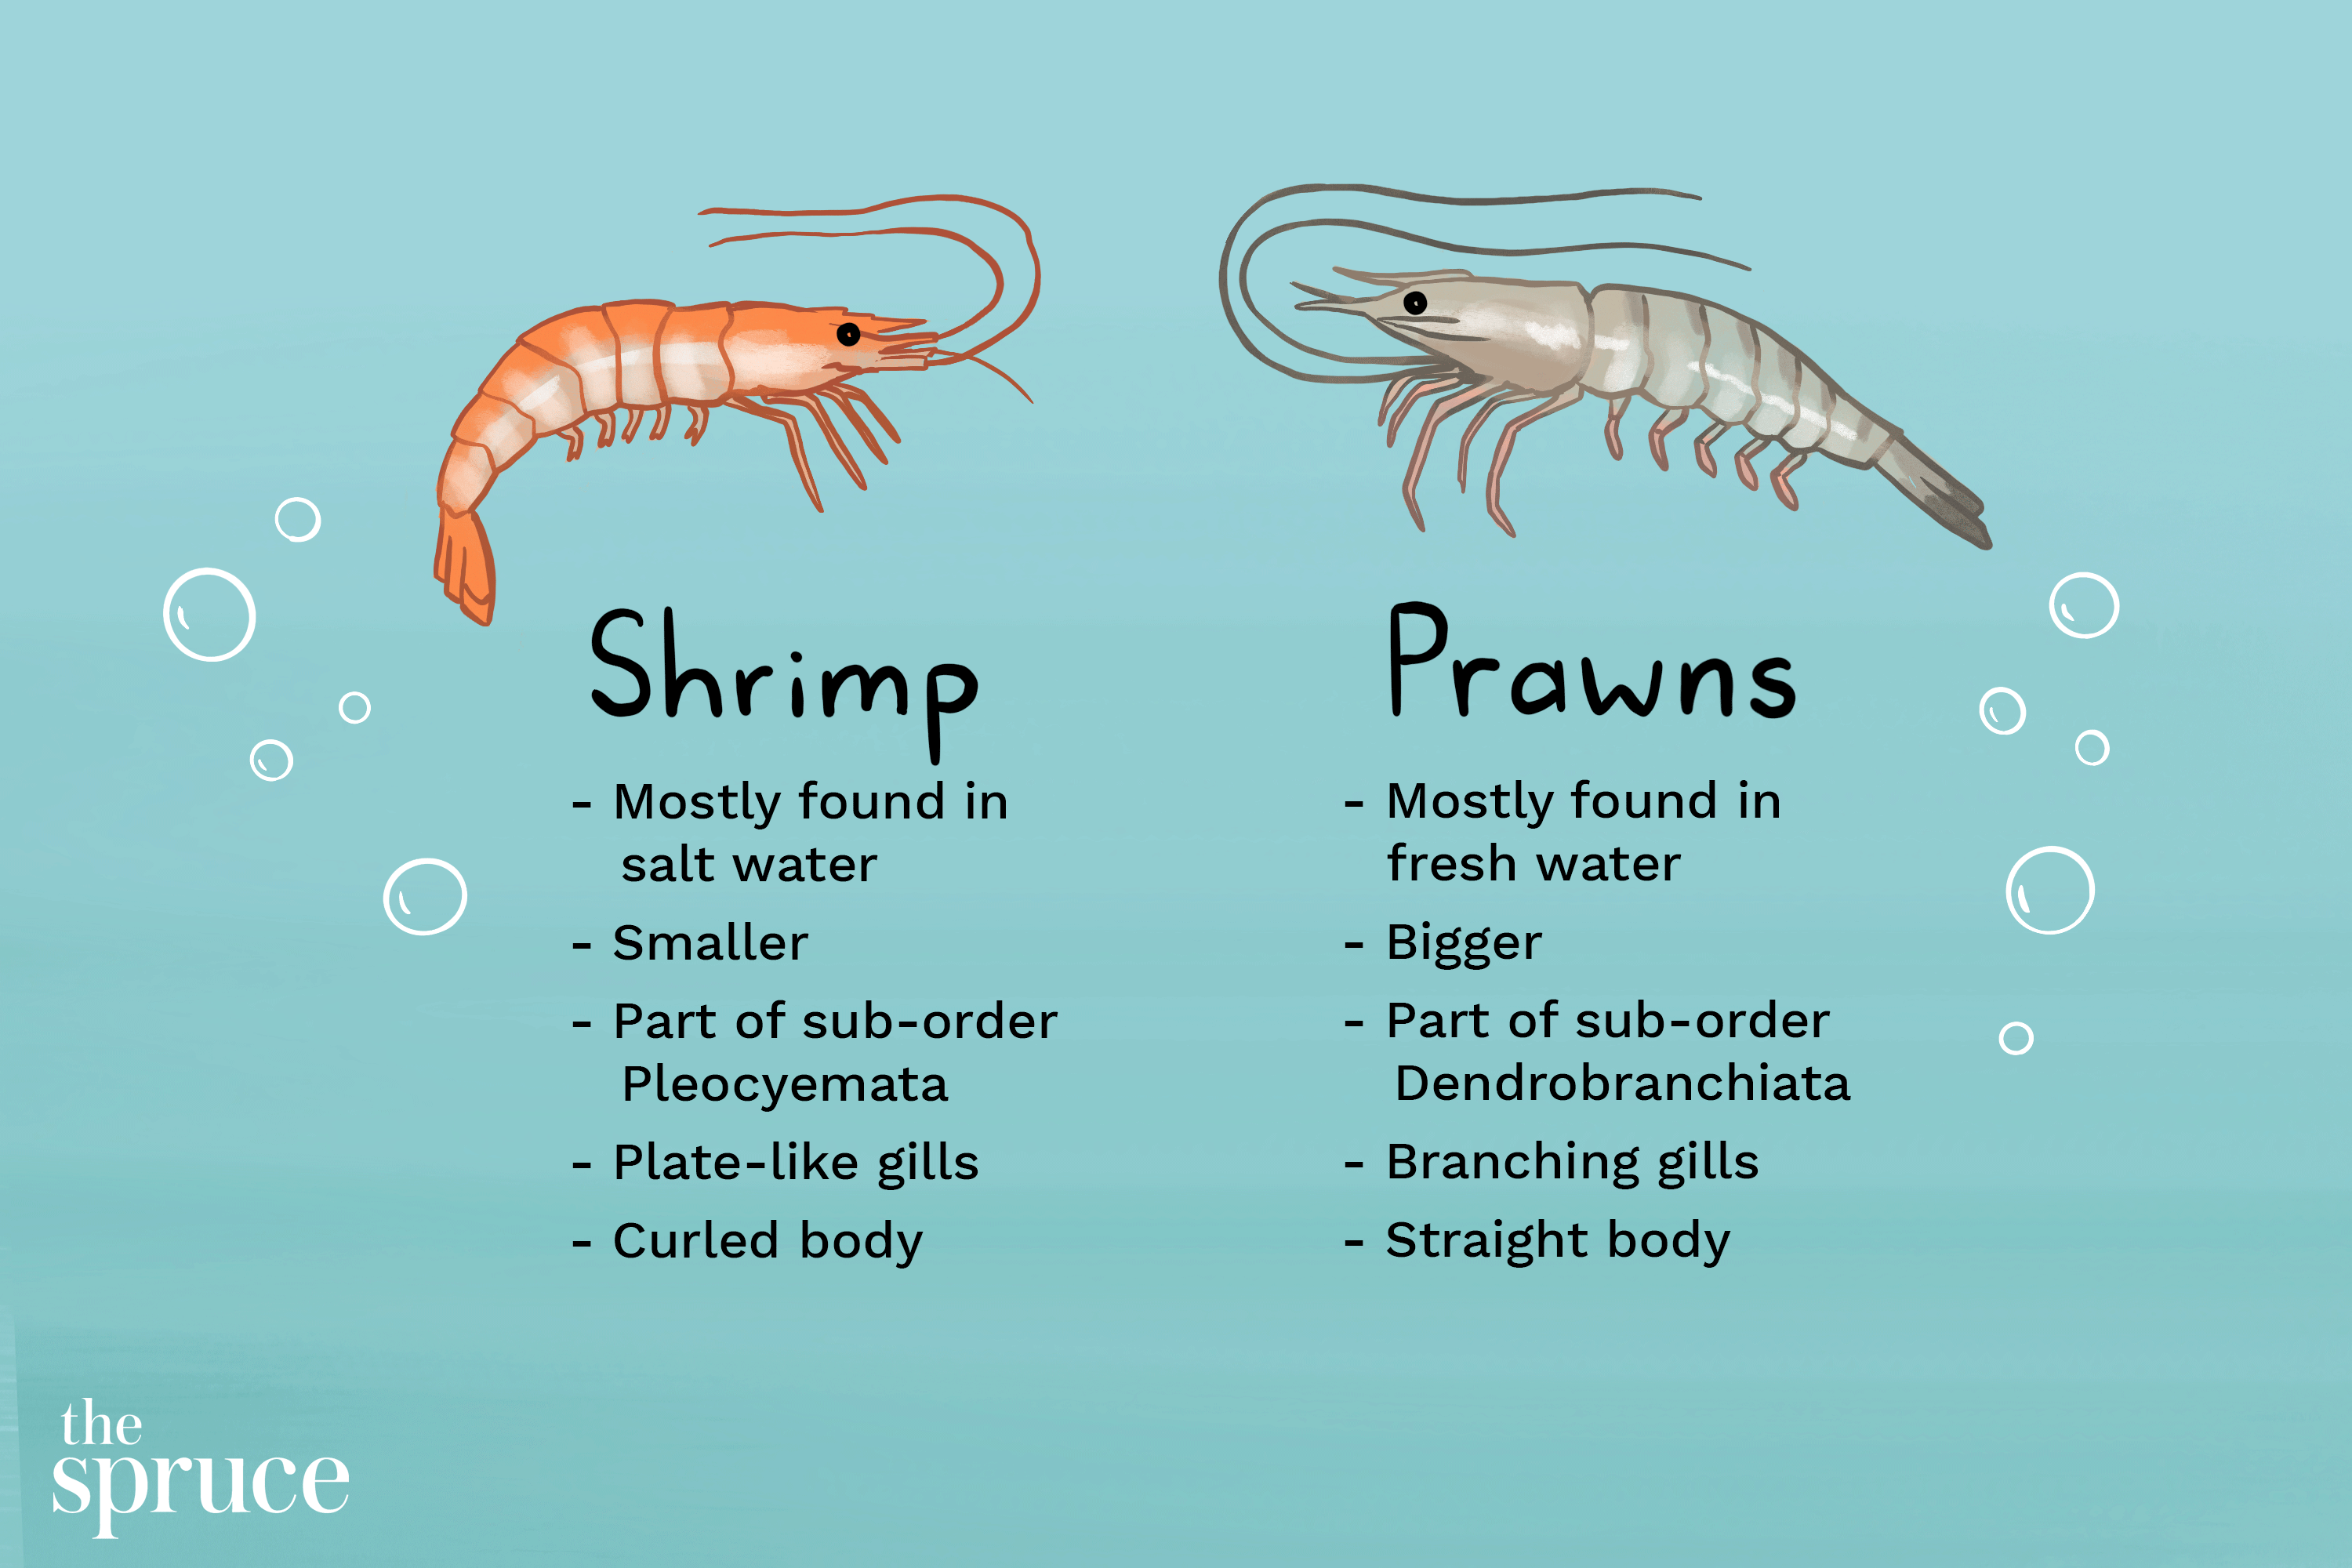 Shrimp
- Mostly found in
salt water
- Smaller
- Part of sub-order
Pleocyemata
- Plate-like gills
- Curled body
Prawns
- Mostly found in
fresh water
- Bigger
- Part of sub-order
Dendrobranchiata
- Branching gills
- Straight body
the
spruce